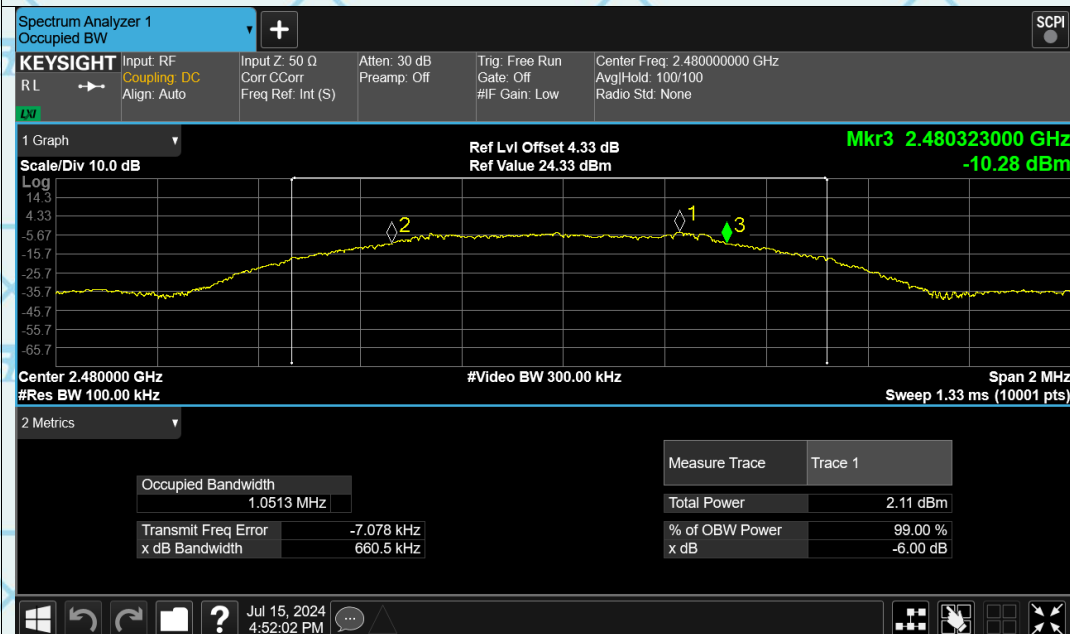 Spectrum Analyzer 1
Occupied BW
+
SCPI
KEYSIGHT
R L
LXI
Input: RF
Coupling: DC
Align: Auto
Input Z: 50 Ω
Corr CCorr
Freq Ref: Int (S)
Atten: 30 dB
Preamp: Off
Trig: Free Run
Gate: Off
#IF Gain: Low
Center Freq: 2.480000000 GHz
Avg|Hold: 100/100
Radio Std: None
1 Graph
Scale/Div 10.0 dB
Ref Lvl Offset 4.33 dB
Ref Value 24.33 dBm
Mkr3 2.480323000 GHz
-10.28 dBm
Log
14.3
4.33
-5.67
-15.7
-25.7
-35.7
-45.7
-55.7
-65.7
2
1
3
Center 2.480000 GHz
#Video BW 300.00 kHz
Span 2 MHz
#Res BW 100.00 kHz
Sweep 1.33 ms (10001 pts)
2 Metrics
Occupied Bandwidth
1.0513 MHz
Transmit Freq Error -7.078 kHz
x dB Bandwidth 660.5 kHz
Measure Trace Trace 1
Total Power 2.11 dBm
% of OBW Power 99.00 %
x dB -6.00 dB
?
Jul 15, 2024
4:52:02 PM